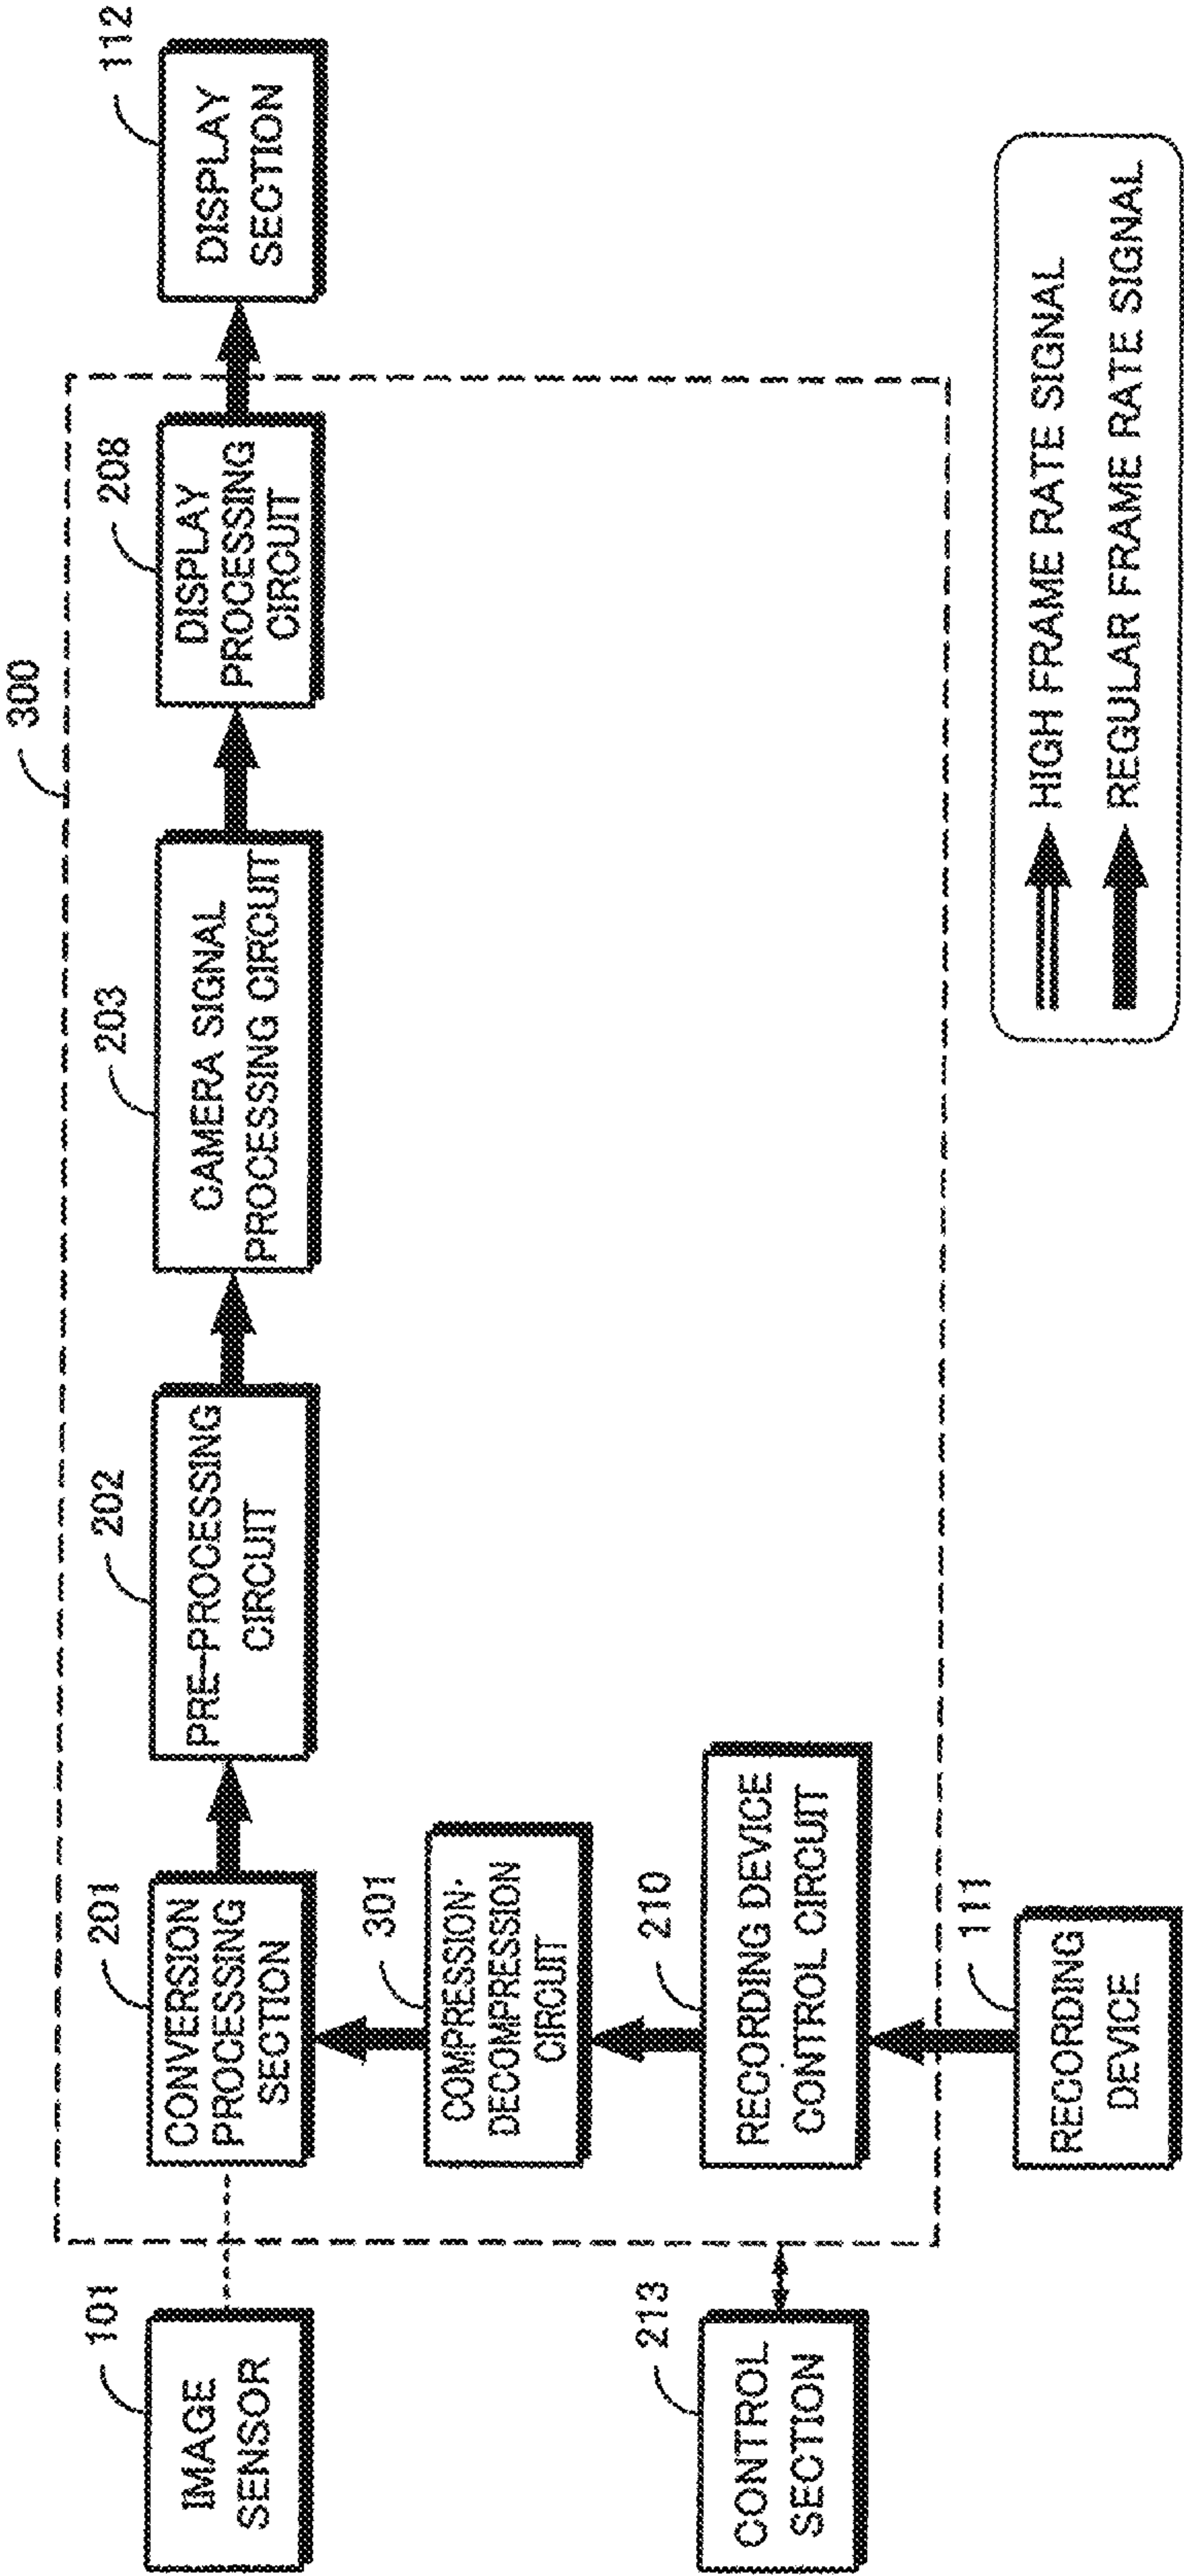 300
101
IMAGE
SENSOR
201
CONVERSION
PROCESSING
SECTION
202
PRE-PROCESSING
CIRCUIT
203
CAMERA SIGNAL
PROCESSING CIRCUIT
208
DISPLAY
PROCESSING
CIRCUIT
112
DISPLAY
SECTION
301
COMPRESSION·
DECOMPRESSION
CIRCUIT
213
CONTROL
SECTION
210
RECORDING DEVICE
CONTROL CIRCUIT
111
RECORDING
DEVICE
HIGH FRAME RATE SIGNAL
REGULAR FRAME RATE SIGNAL